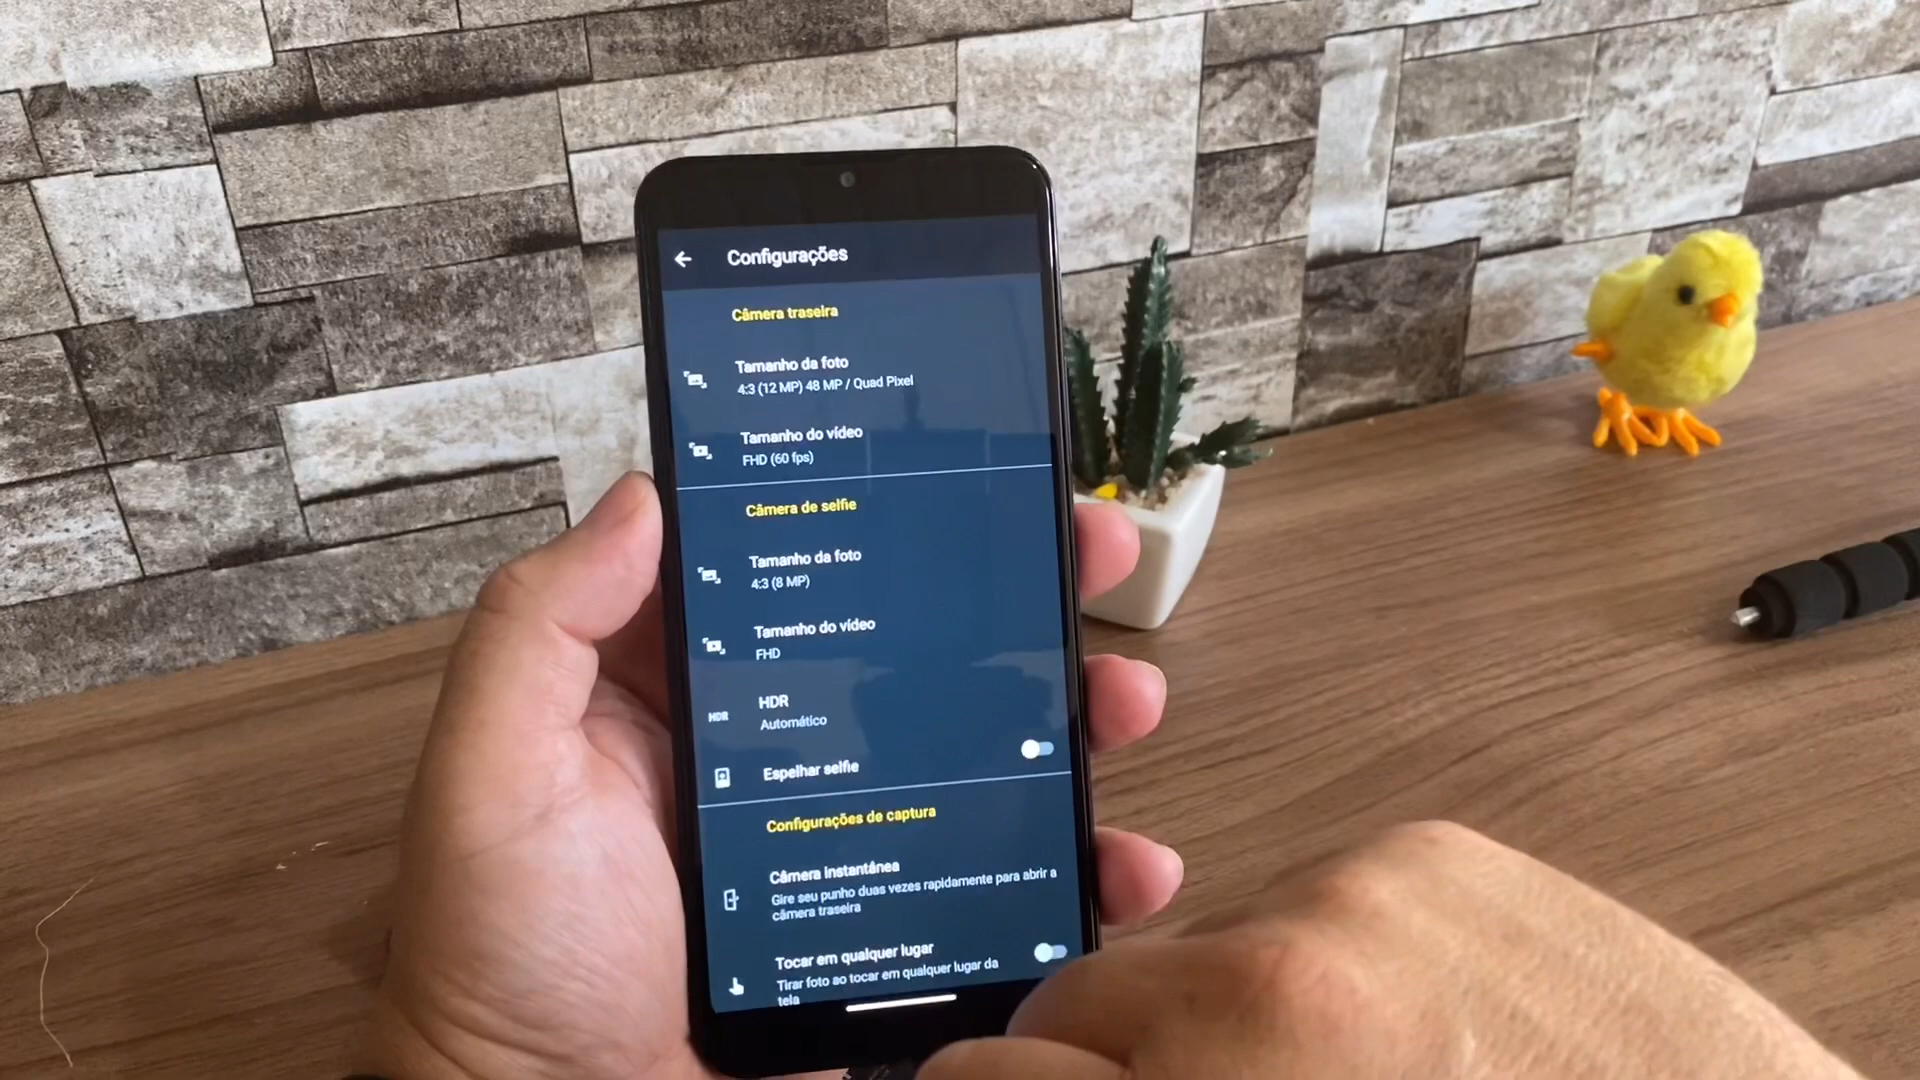 Configurações
Câmera traseira
Tamanho da foto
4:3 (12 MP) 48 MP / Quad Pixel
Tamanho do vídeo
FHD (60 fps)
Câmera de selfie
Tamanho da foto
4:3 (8 MP)
Tamanho do vídeo
FHD
HDR
HDR
Automático
Espelhar selfie
Configurações de captura
Câmera instantânea
Gire seu punho duas vezes rapidamente para abrir a
câmera traseira
Tocar em qualquer lugar
Tirar foto ao tocar em qualquer lugar da
tela